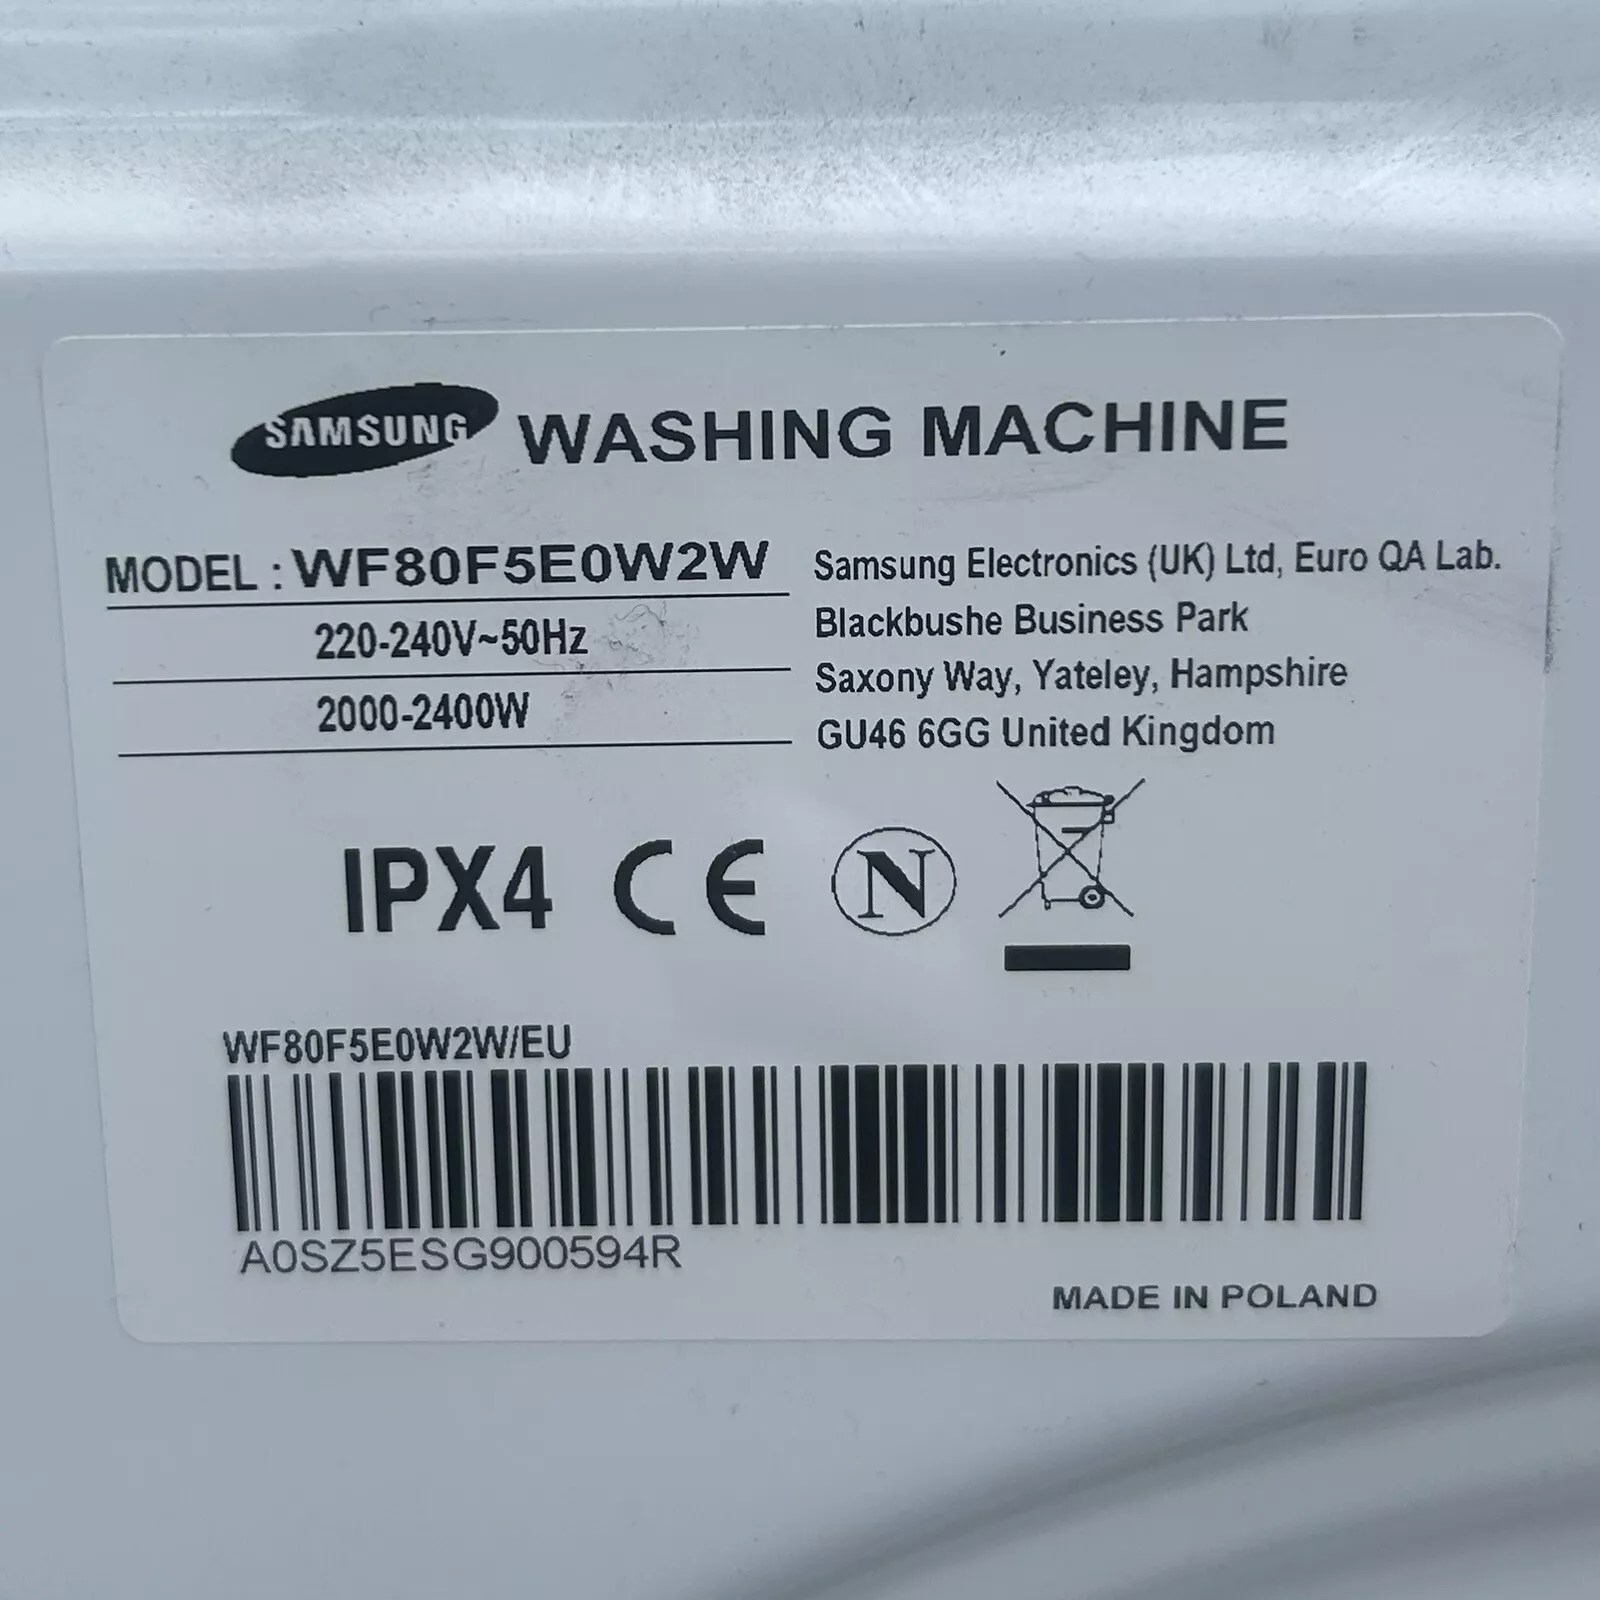 SAMSUNG WASHING MACHINE
MODEL : WF80F5E0W2W
220-240V~50Hz
2000-2400W
Samsung Electronics (UK) Ltd, Euro QA Lab.
Blackbushe Business Park
Saxony Way, Yateley, Hampshire
GU46 6GG United Kingdom
IPX4 CE N
WF80F5E0W2W/EU
A0SZ5ESG900594R
MADE IN POLAND